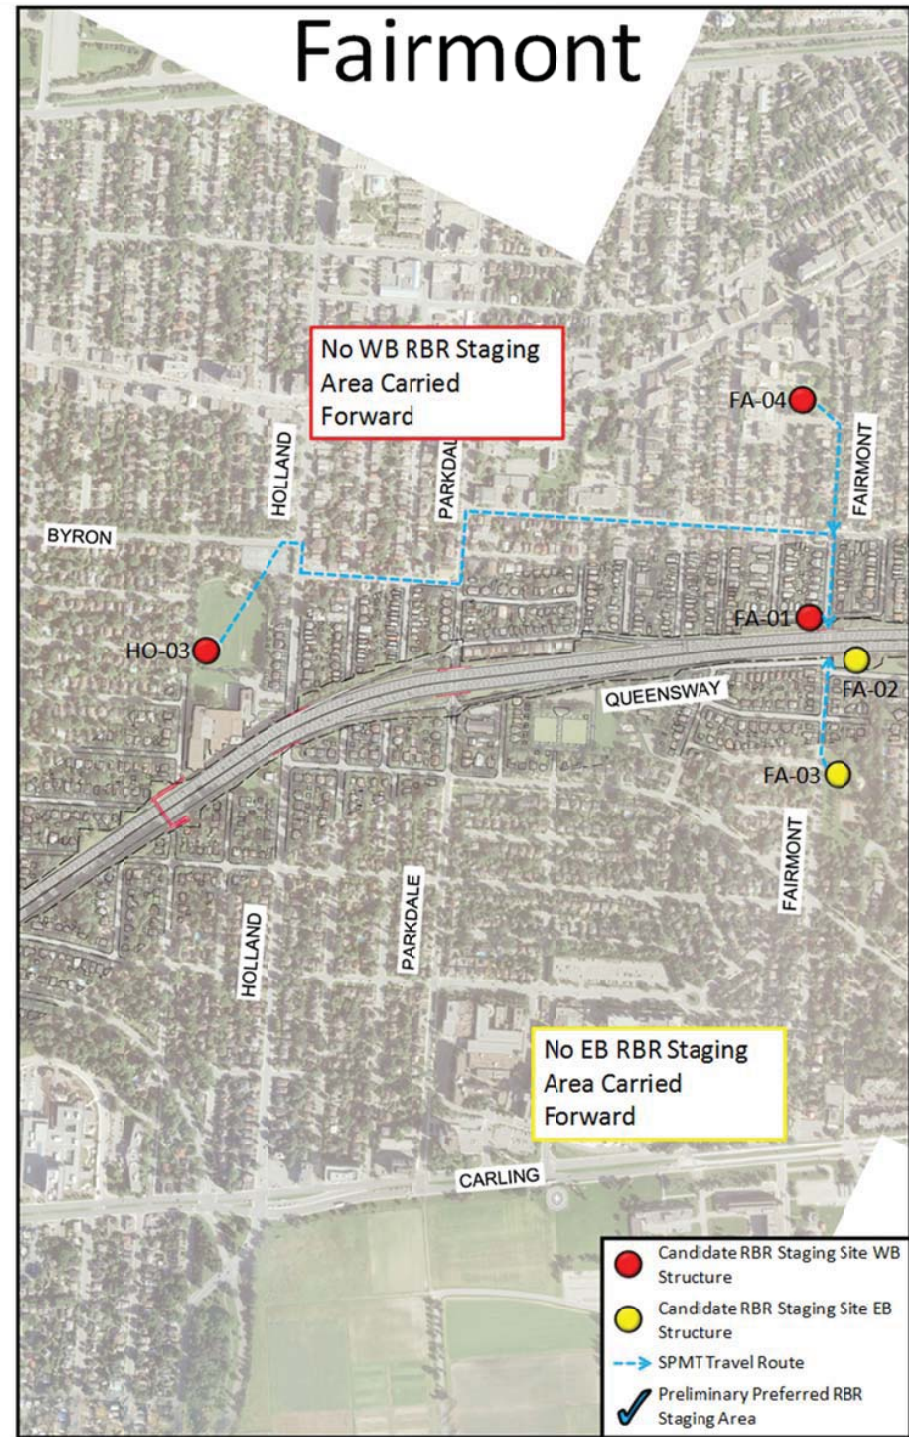 Fairmont
No WB RBR Staging
Area Carried
Forward
FA-04
FAIRMONT
HOLLAND
PARKDAL
BYRON
FA-01
HO-03
QUEENSWAY
FA-02
FA-03
FAIRMONT
PARKDALE
HOLLAND
No EB RBR Staging
Area Carried
Forward
CARLING
Candidate RBR Staging Site WB
Structure
Candidate RBR Staging Site EB
Structure
SPMT Travel Route
Preliminary Preferred RBR
Staging Area